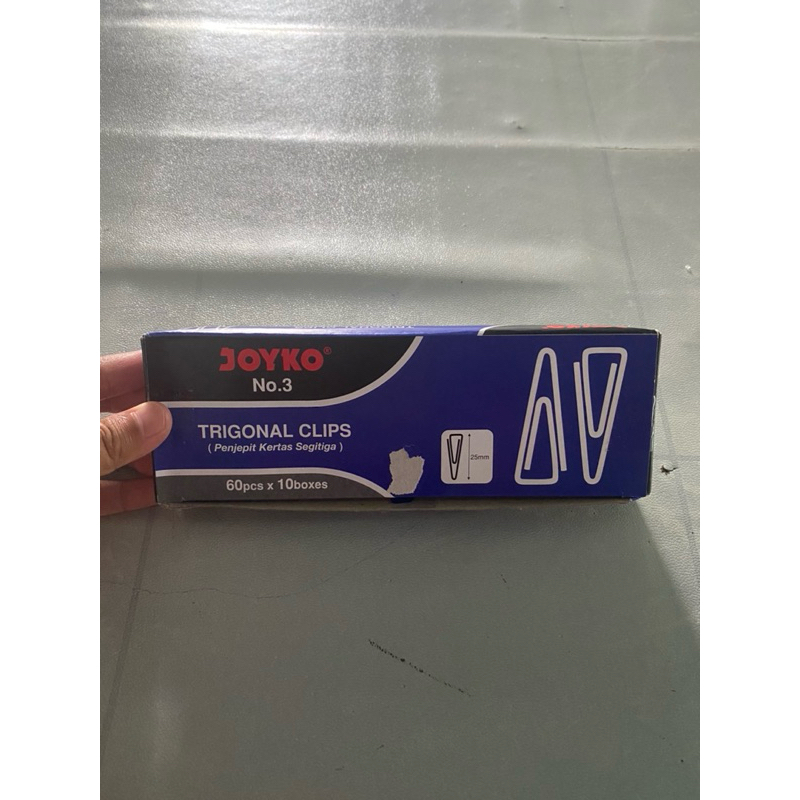 JOYKO®
No.3
TRIGONAL CLIPS
( Penjepit Kertas Segitiga )
60pcs x 10boxes
25mm